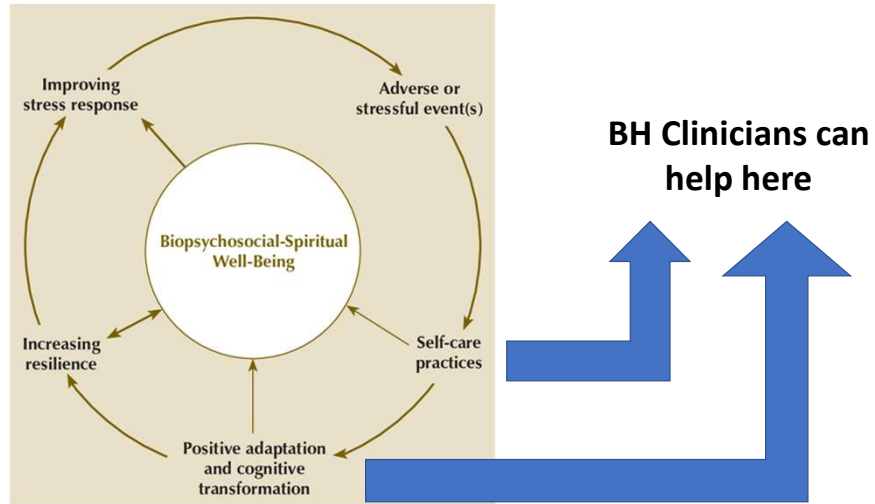 Improving
stress response
Adverse or
stressful event(s)
BH Clinicians can
help here
Biopsychosocial-Spiritual
Well-Being
Increasing
resilience
Self-care
practices
Positive adaptation
and cognitive
transformation